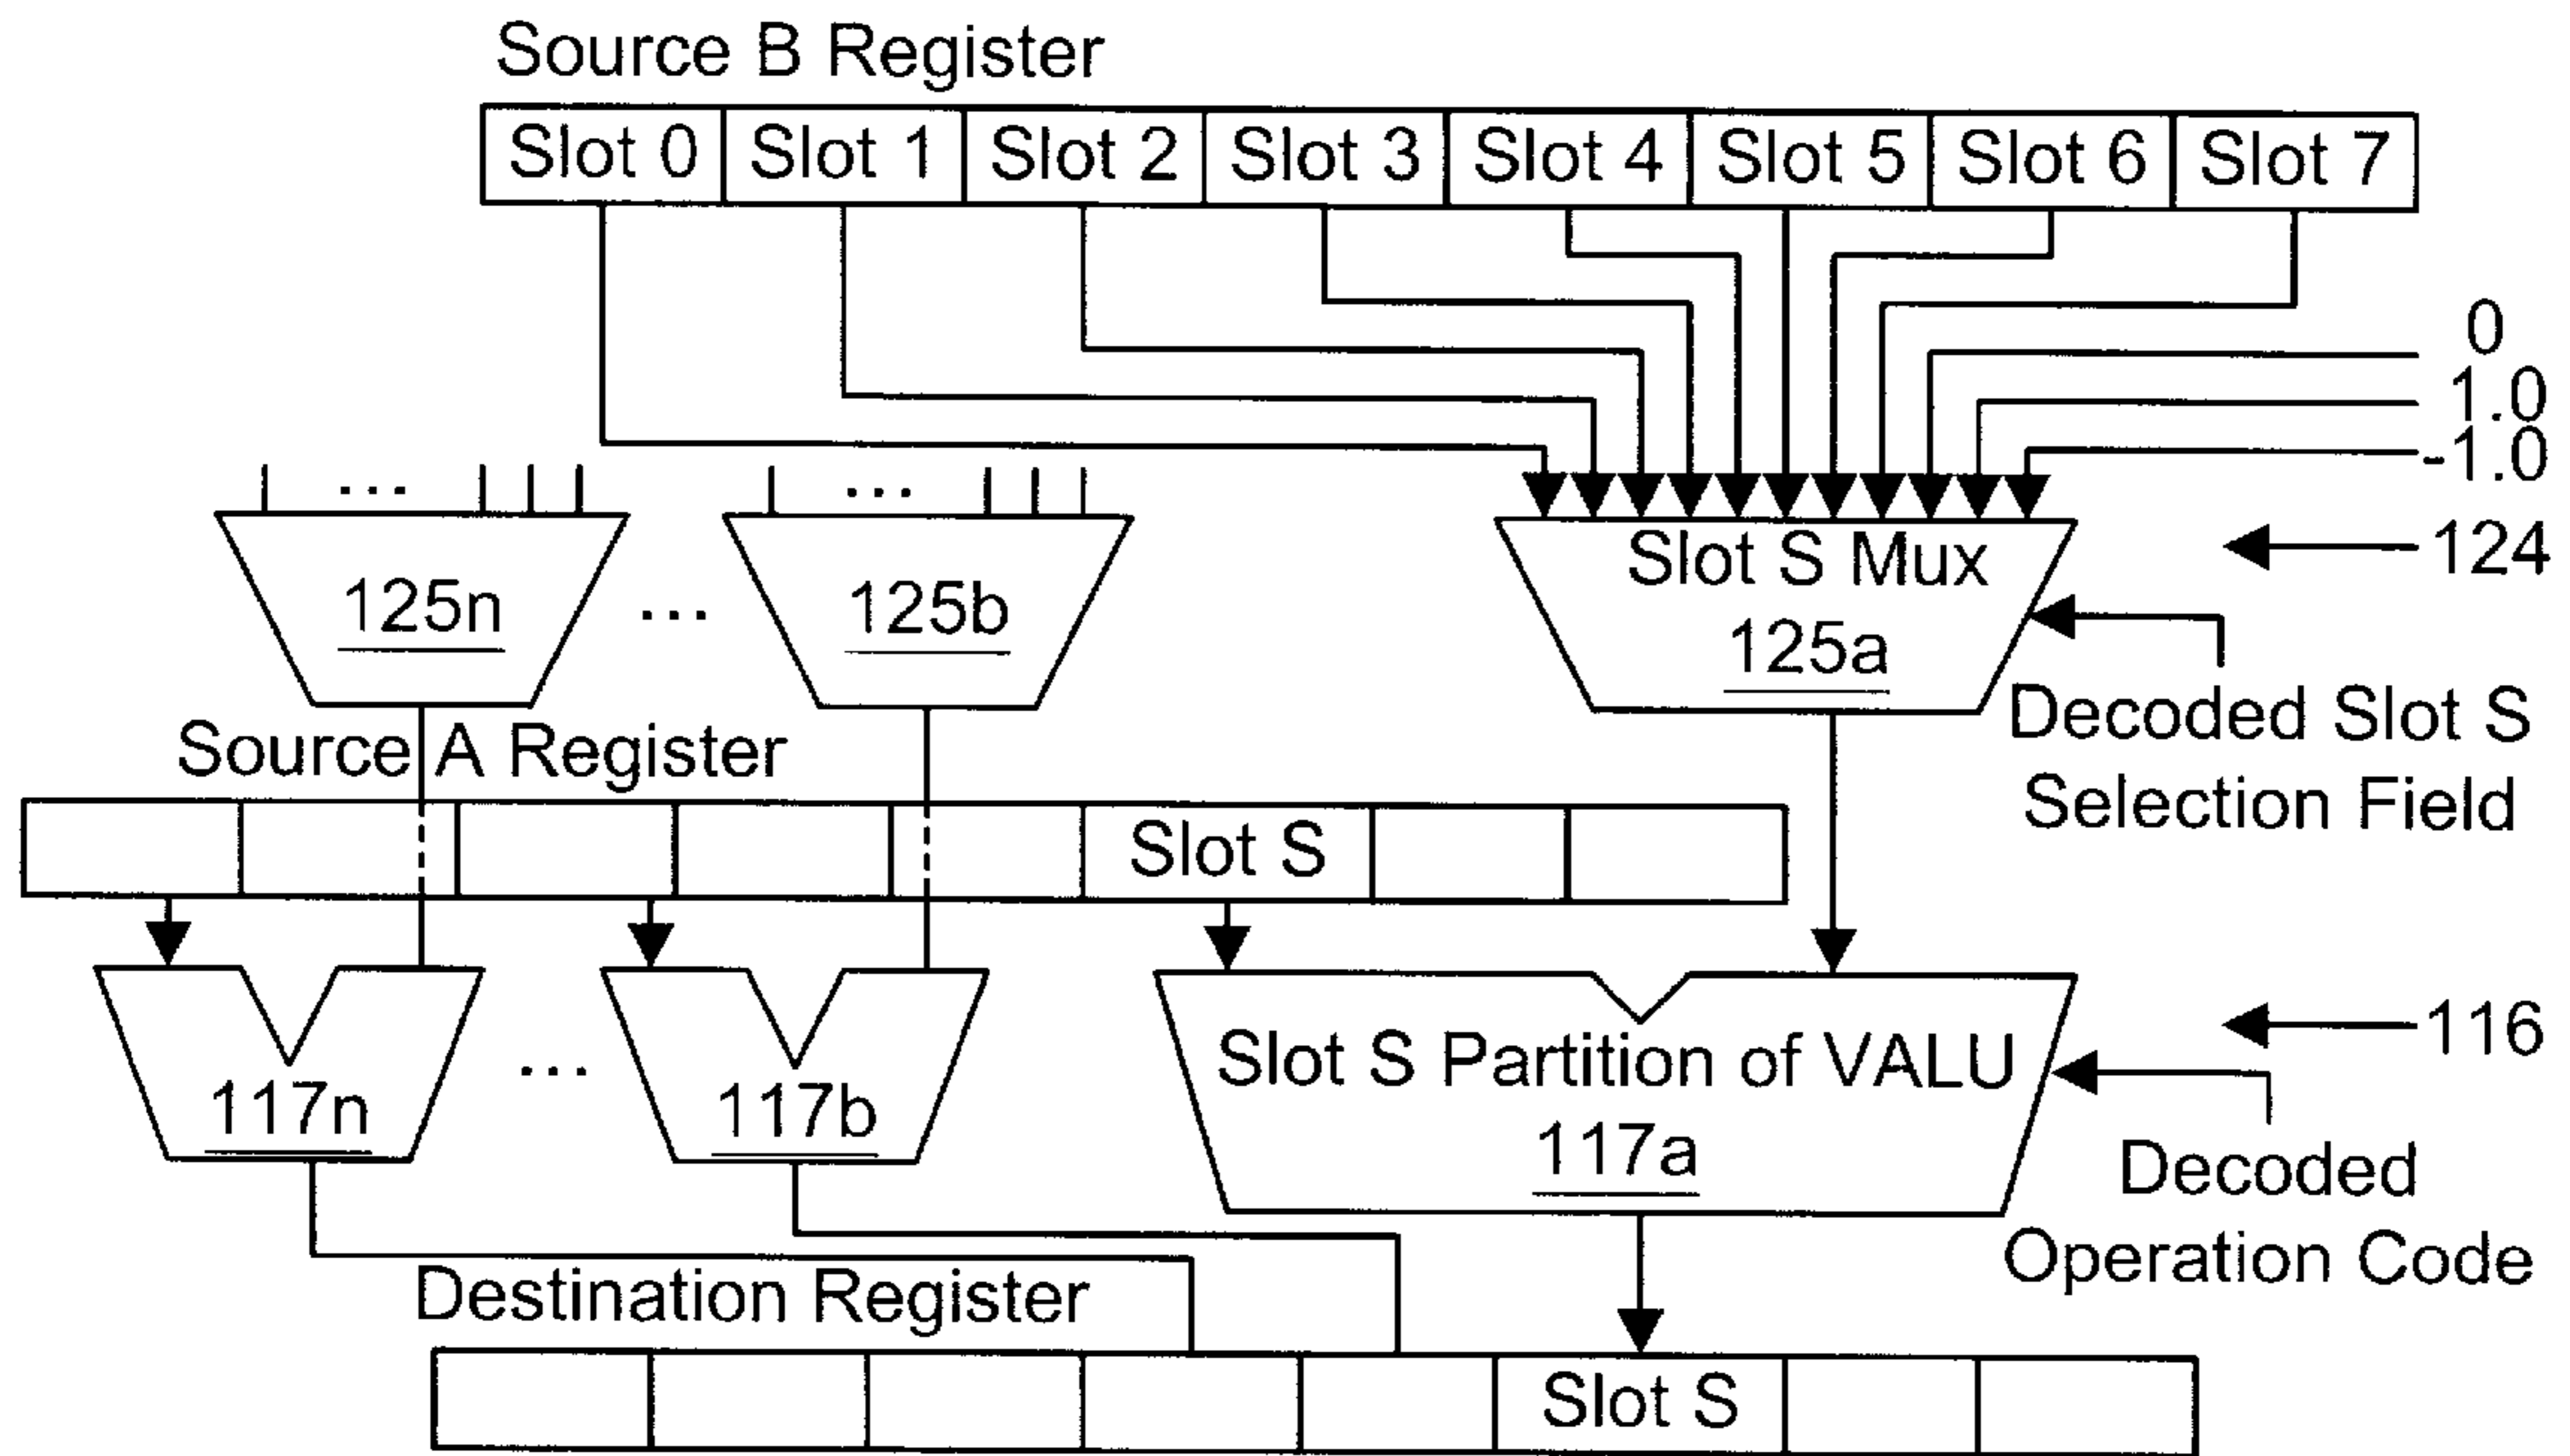 Source B Register
Slot 0 Slot 1 Slot 2 Slot 3 Slot 4 Slot 5 Slot 6 Slot 7
0
1.0
-1.0
... ...
Slot S Mux
124
125n ... 125b 125a
Decoded Slot S
Selection Field
Source A Register
Slot S
116
Slot S Partition of VALU
117n ... 117b 117a
Decoded
Operation Code
Destination Register
Slot S